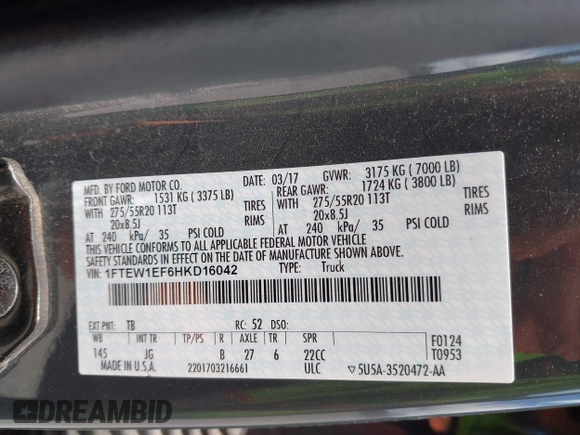 MFD. BY FORD MOTOR CO. DATE: 03/17 GVWR: 3175 KG ( 7000 LB)
FRONT GAWR: 1531 KG ( 3375 LB) REAR GAWR: 1724 KG ( 3800 LB)
WITH 275/55R20 113T TIRES WITH 275/55R20 113T TIRES
20x8.5J RIMS 20x8.5J RIMS
AT 240 kPa/ 35 PSI COLD AT 240 kPa/ 35 PSI COLD
THIS VEHICLE CONFORMS TO ALL APPLICABLE FEDERAL MOTOR VEHICLE
SAFETY STANDARDS IN EFFECT ON THE DATE OF MANUFACTURE SHOWN ABOVE.
VIN: 1FTEW1EF6HKD16042 TYPE: Truck
EXT PNT: TB RC: 52 DSO:
WB INT TR TP/PS R AXLE TR SPR F0124
145 JG B 27 6 22CC T0953
MADE IN U.S.A. 2201703216661 ULC 5U5A-3520472-AA
DREAMBID